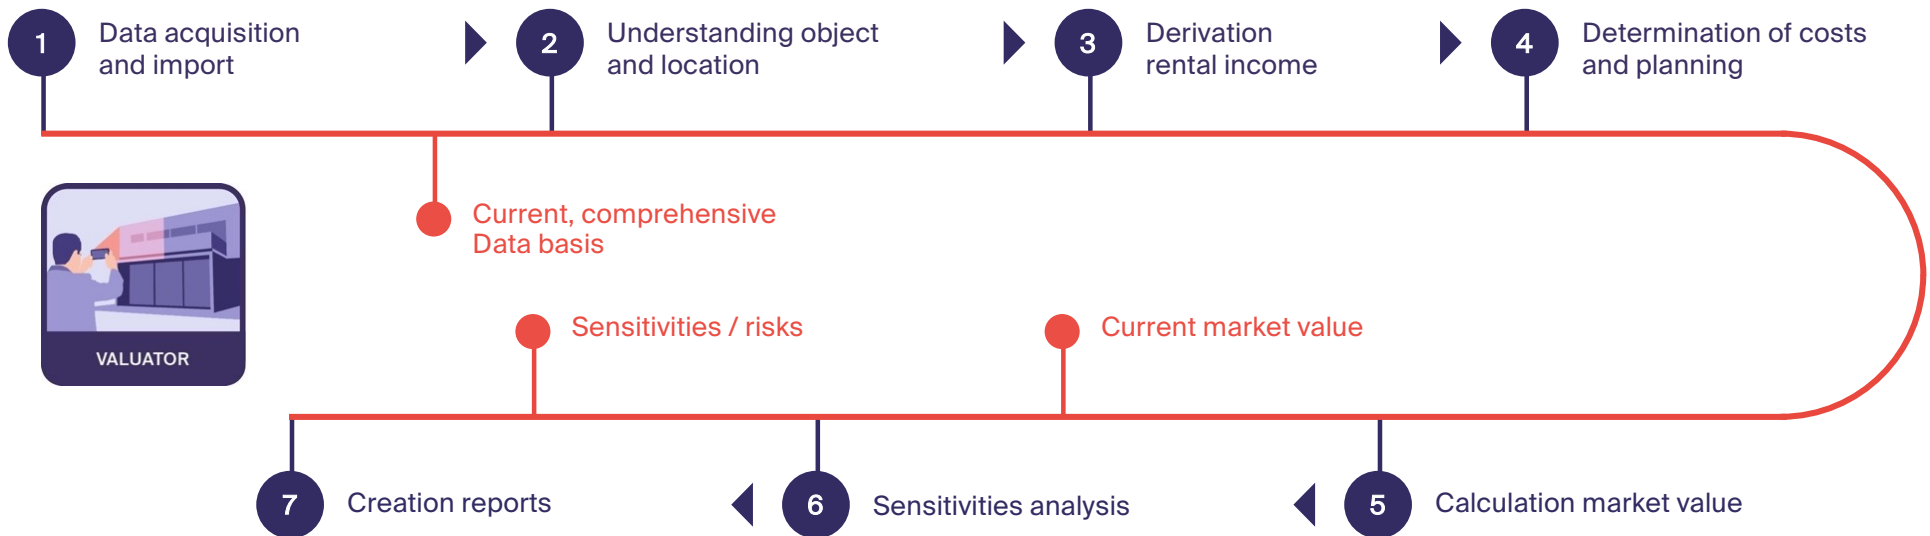 1
Data acquisition
and import
2
Understanding object
and location
3
Derivation
rental income
4
Determination of costs
and planning
Current, comprehensive
Data basis
VALUATOR
Sensitivities / risks
Current market value
7
Creation reports
6
Sensitivities analysis
5
Calculation market value